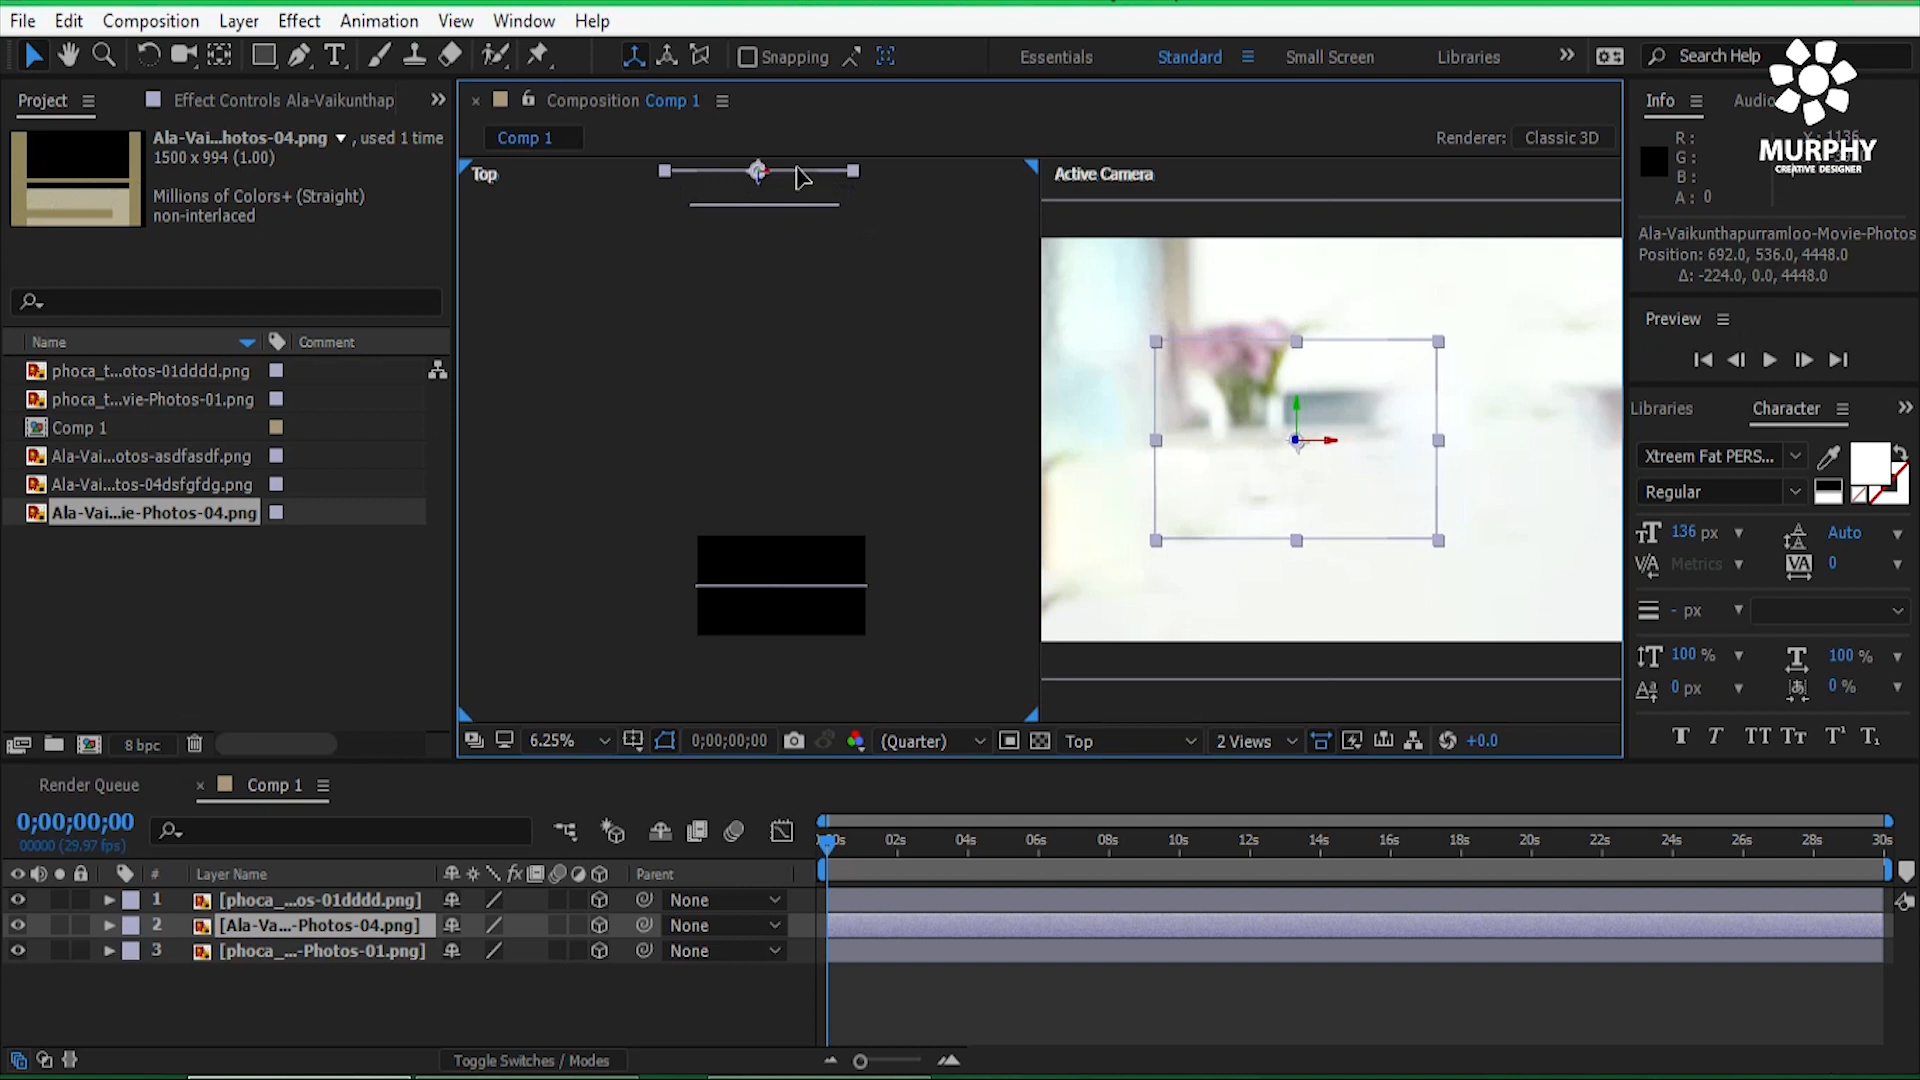 File Edit Composition Layer Effect Animation View Window Help
Snapping Essentials Standard Small Screen Libraries Search Help
Project Effect Controls Ala-Vaikunthap Composition Comp 1 Info Audio
Ala-Vai...hotos-04.png , used 1 time
1500 x 994 (1.00)
Millions of Colors+ (Straight)
non-interlaced
Comp 1 Renderer: Classic 3D
Top Active Camera
R :
G :
B :
A : 0
MURPHY
CREATIVE DESIGNER
Ala-Vaikunthapurramloo-Movie-Photos
Position: 692.0, 536.0, 4448.0
Δ: -224.0, 0.0, 4448.0
Preview
Name Comment
phoca_t...otos-01dddd.png
phoca_t...vie-Photos-01.png
Comp 1
Ala-Vai...otos-asdfasdf.png
Ala-Vai...tos-04dsfgfdg.png
Ala-Vai...ie-Photos-04.png
Libraries Character
Xtreem Fat PERS...
Regular
136 px Auto
Metrics 0
- px
100 % 100 %
0 px 0 %
T T TT Tт T¹ T₁
8 bpc 6.25% 0;00;00;00 (Quarter) Top 2 Views +0.0
Render Queue Comp 1
0;00;00;00
00000 (29.97 fps)
02s 04s 06s 08s 10s 12s 14s 16s 18s 20s 22s 24s 26s 28s 30s
# Layer Name fx Parent
1 [phoca_...os-01dddd.png] None
2 [Ala-Va...-Photos-04.png] None
3 [phoca_...-Photos-01.png] None
Toggle Switches / Modes